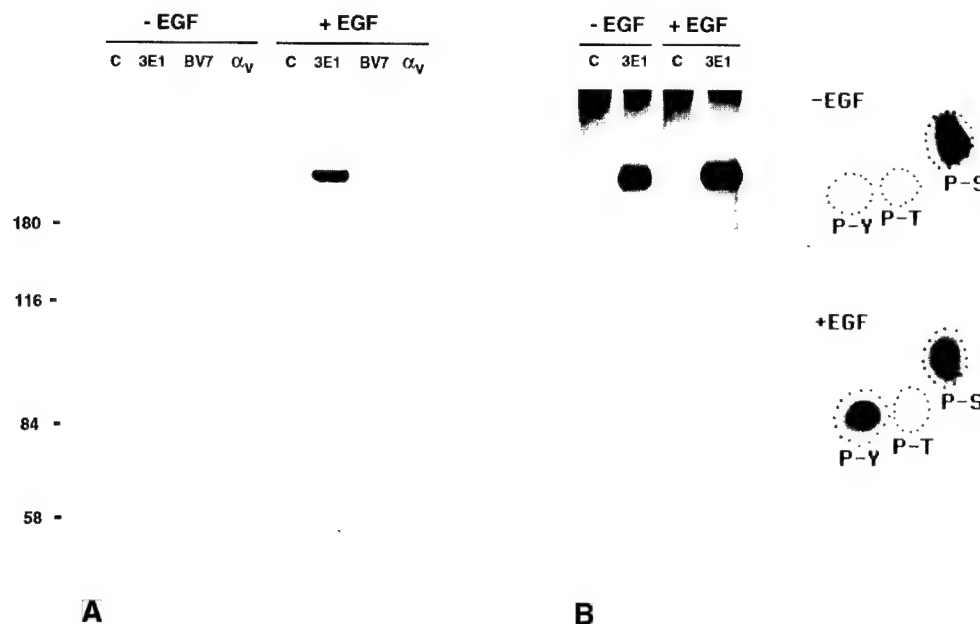 - EGF + EGF
C 3E1 BV7 αv C 3E1 BV7 αv
180 -
116 -
84 -
58 -
A
- EGF + EGF
C 3E1 C 3E1
-EGF
P-S
P-Y P-T
+EGF
P-S
P-Y P-T
B